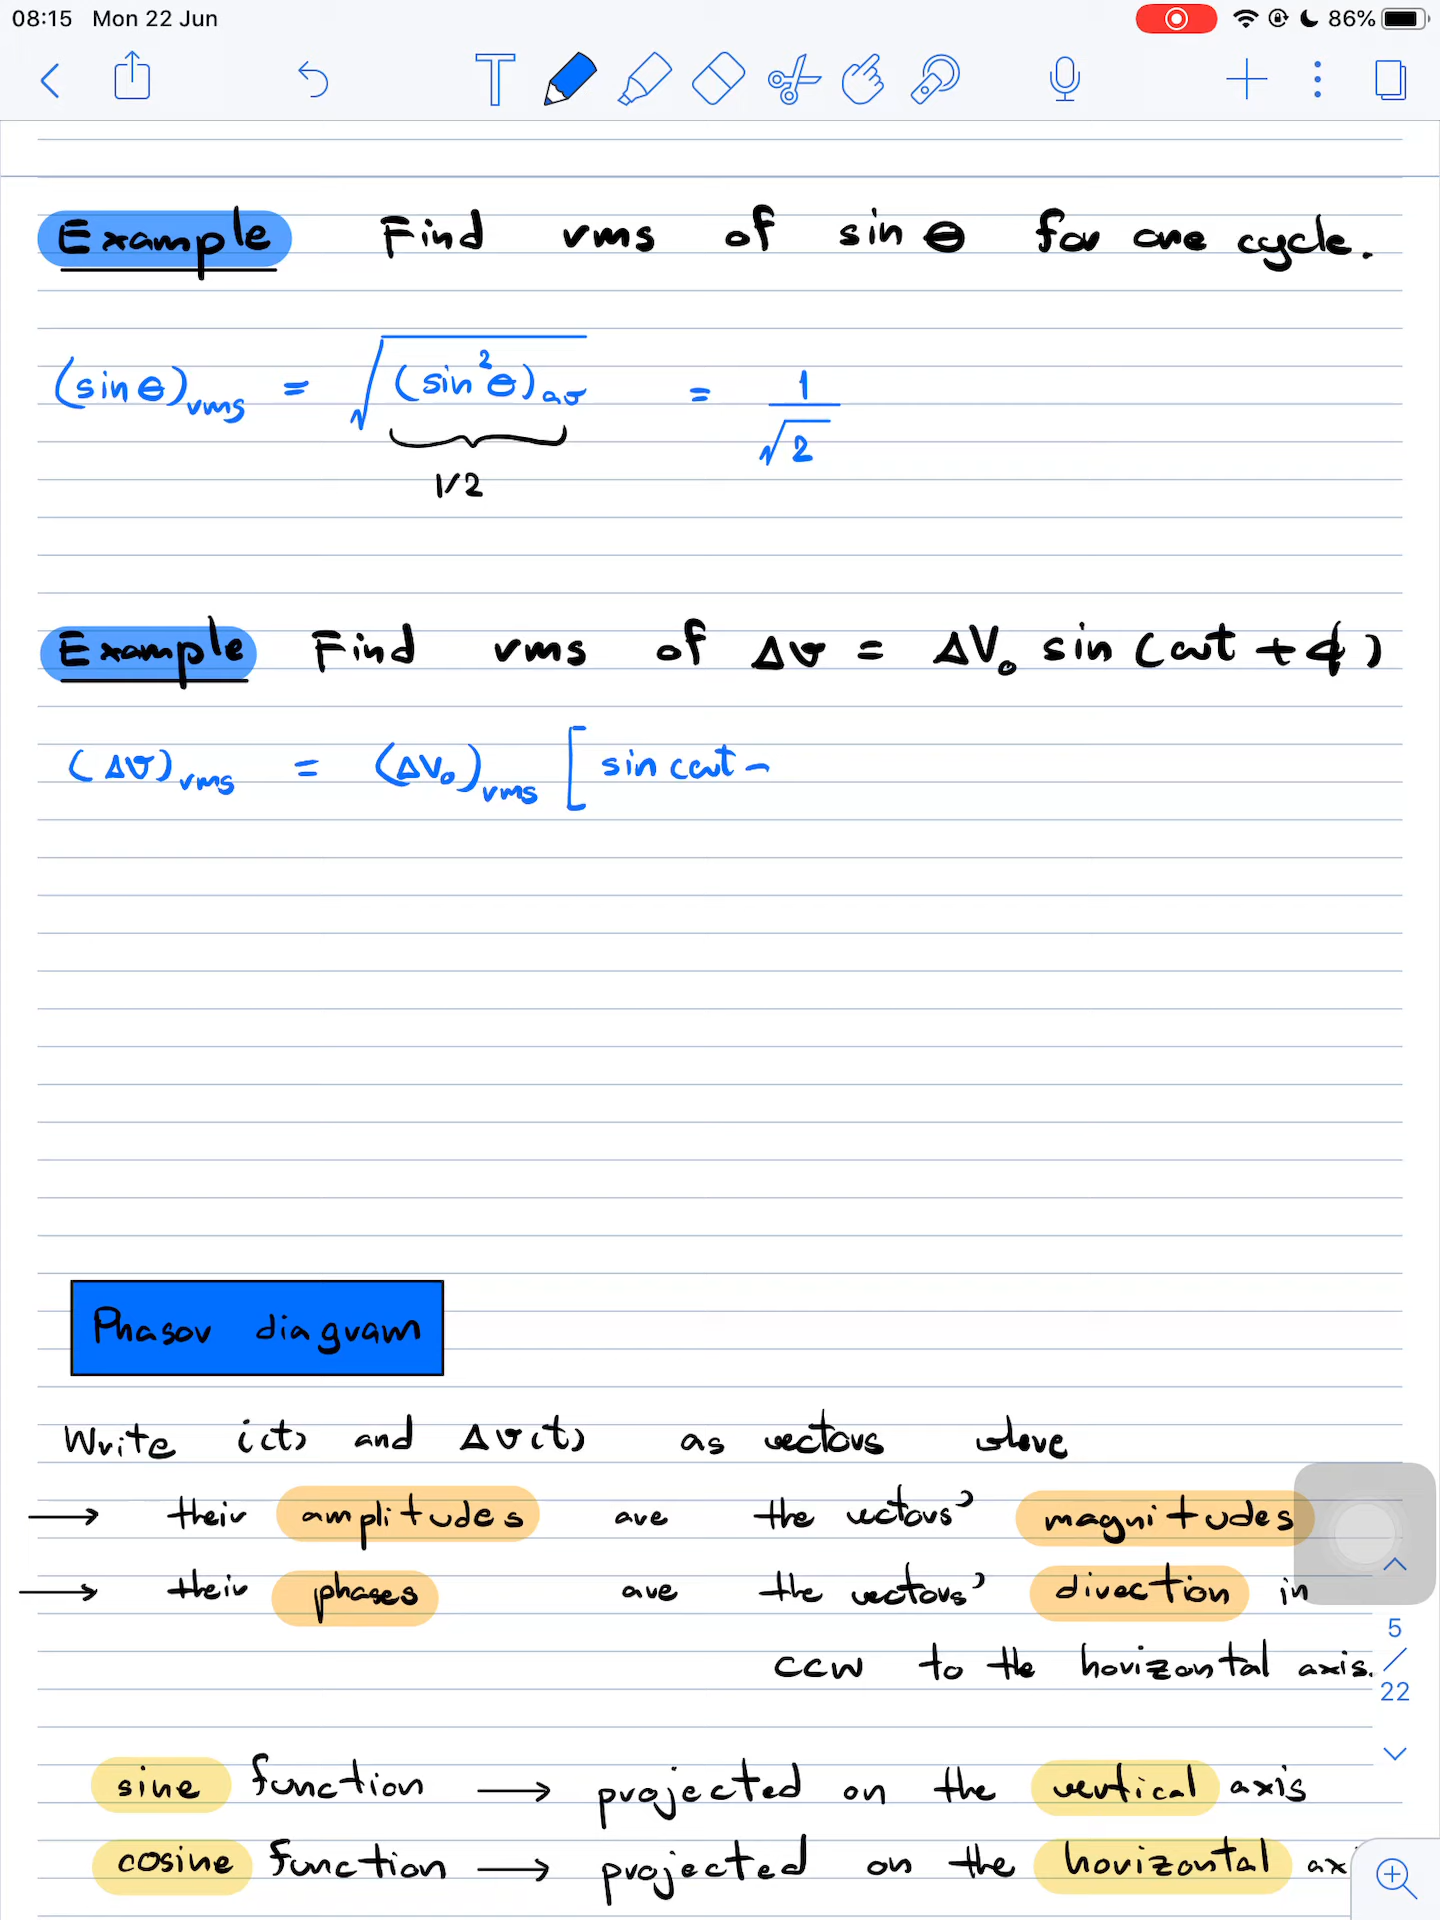 08:15 Mon 22 Jun 86%
Example Find rms of sin θ for one cycle.
(sin θ)rms = √(sin²θ)av = 1/√2
1/2
Example Find rms of Δv = ΔV₀ sin(ωt + ϕ)
(Δv)rms = (ΔV₀)rms [ sin(ωt -
Phasor diagram
Write i(t) and Δv(t) as vectors where
→ their amplitudes are the vectors' magnitudes
→ their phases are the vectors' direction in
ccw to the horizontal axis.
5
/
22
sine function → projected on the vertical axis
cosine function → projected on the horizontal ax